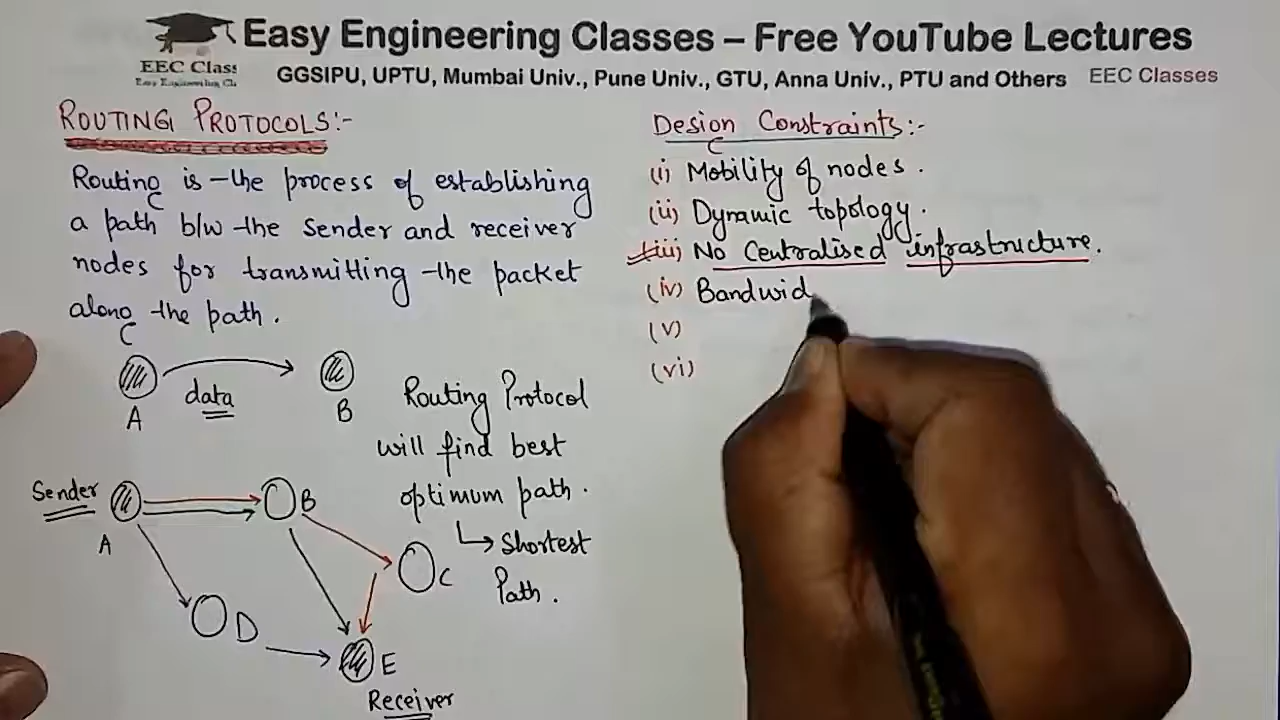 Easy Engineering Classes – Free YouTube Lectures
EEC Class
Easy Engineering Cla
GGSIPU, UPTU, Mumbai Univ., Pune Univ., GTU, Anna Univ., PTU and Others
EEC Classes
ROUTING PROTOCOLS:-
Routing is the process of establishing
a path b/w the Sender and receiver
nodes for transmitting the packet
along the path.
A
data
B
Routing Protocol
will find best
optimum path.
↳ Shortest
Path.
Sender
A
B
C
D
E
Receiver
Design Constraints:-
(i) Mobility of nodes.
(ii) Dynamic topology.
(iii) No Centralised infrastructure.
(iv) Bandwid
(v)
(vi)